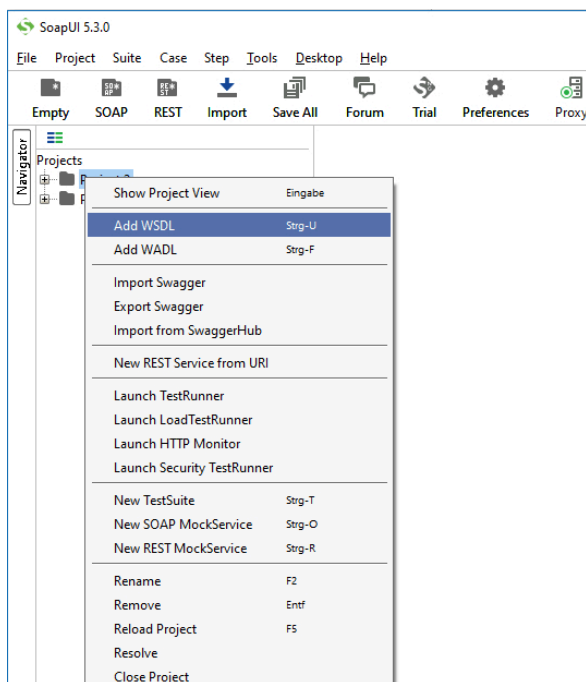 SoapUI 5.3.0
File Project Suite Case Step Tools Desktop Help
Empty SOAP REST Import Save All Forum Trial Preferences Proxy
Navigator
Projects
Show Project View Eingabe
Add WSDL Strg-U
Add WADL Strg-F
Import Swagger
Export Swagger
Import from SwaggerHub
New REST Service from URI
Launch TestRunner
Launch LoadTestRunner
Launch HTTP Monitor
Launch Security TestRunner
New TestSuite Strg-T
New SOAP MockService Strg-O
New REST MockService Strg-R
Rename F2
Remove Entf
Reload Project F5
Resolve
Close Project